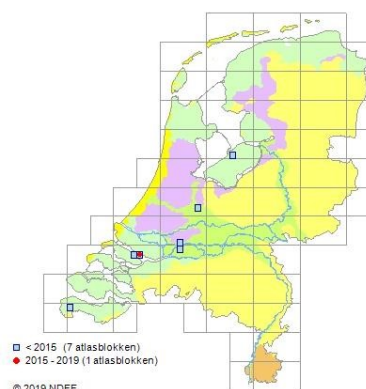 < 2015 (7 atlasblokken)
2015 - 2019 (1 atlasblokken)
© 2019 NDFF